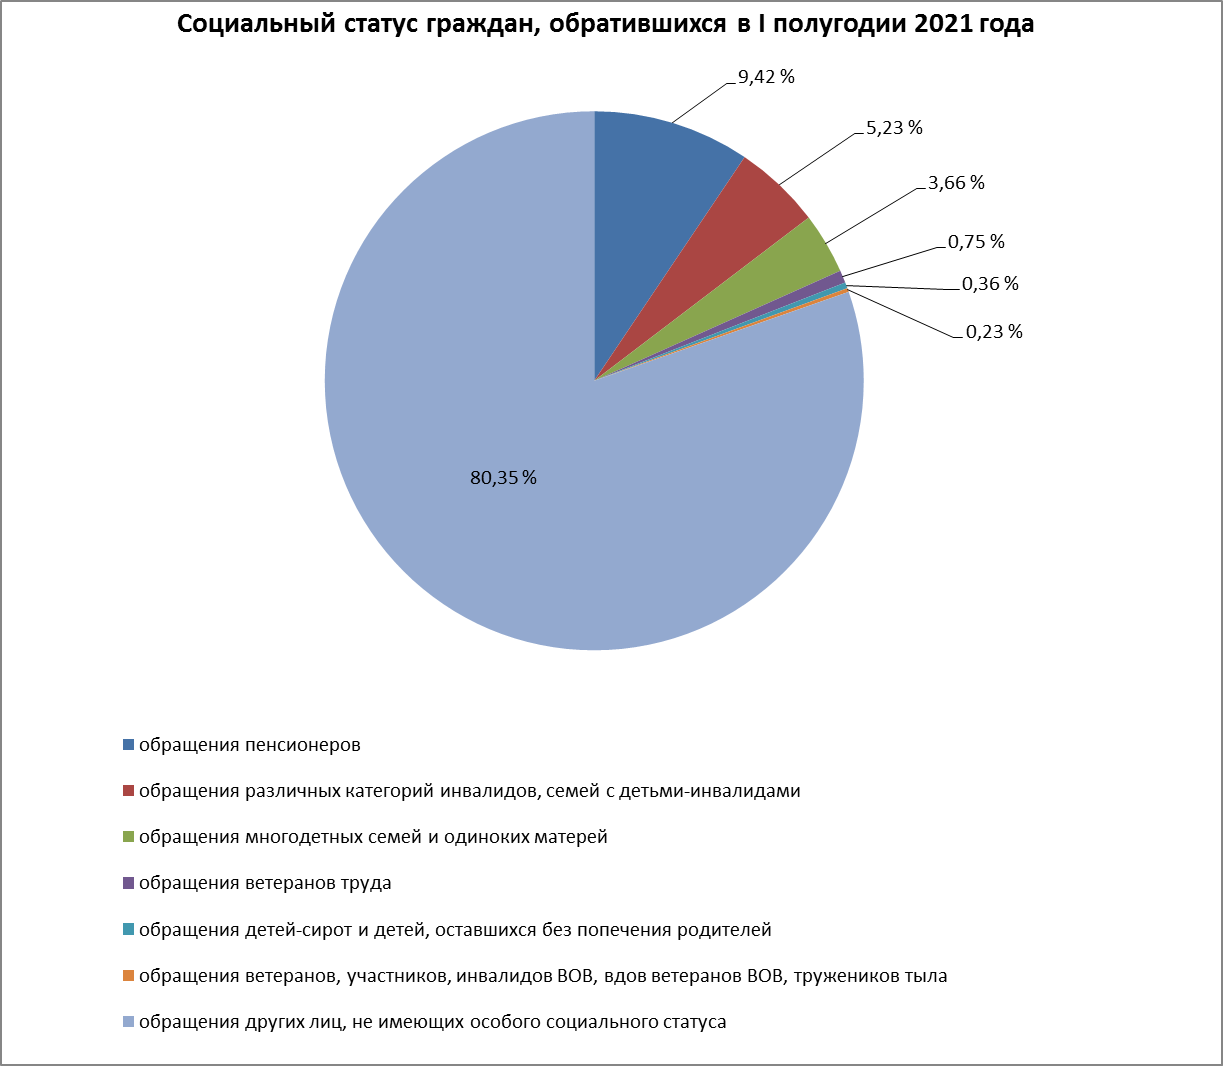 Социальный статус граждан, обратившихся в I полугодии 2021 года
9,42 %
5,23 %
3,66 %
0,75 %
0,36 %
0,23 %
80,35 %
обращения пенсионеров
обращения различных категорий инвалидов, семей с детьми-инвалидами
обращения многодетных семей и одиноких матерей
обращения ветеранов труда
обращения детей-сирот и детей, оставшихся без попечения родителей
обращения ветеранов, участников, инвалидов ВОВ, вдов ветеранов ВОВ, тружеников тыла
обращения других лиц, не имеющих особого социального статуса